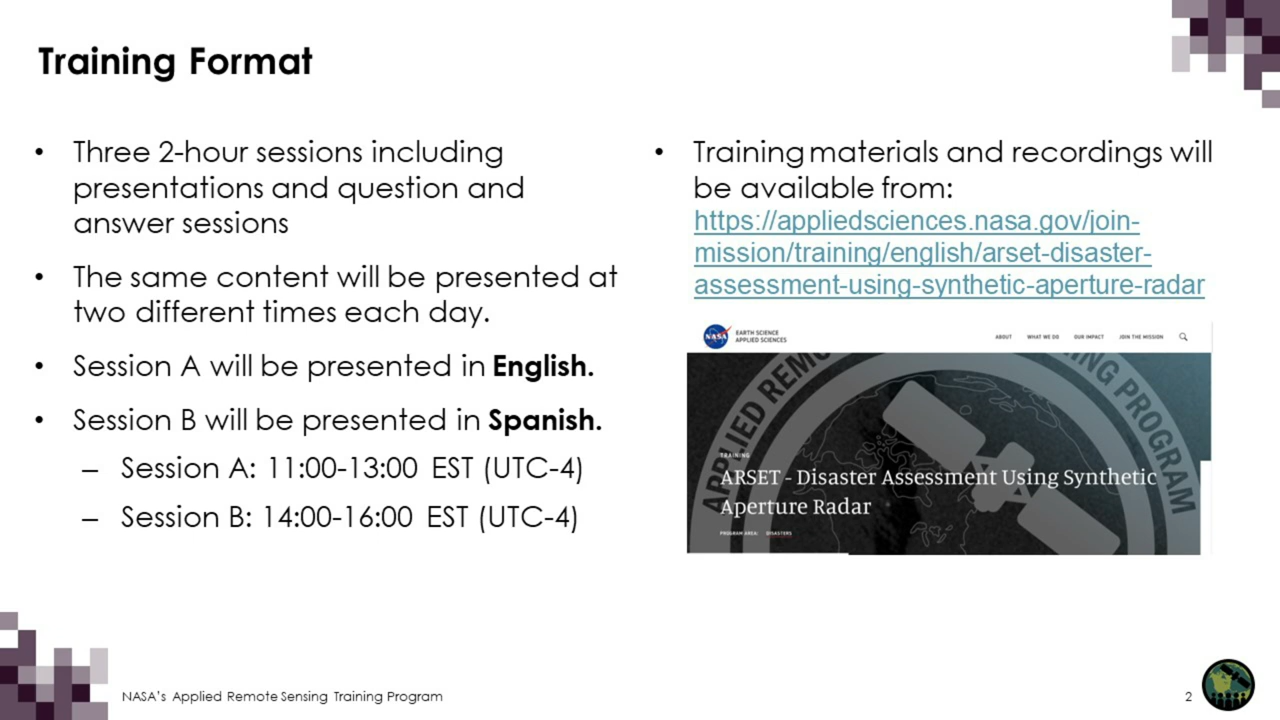 Training Format
• Three 2-hour sessions including
presentations and question and
answer sessions
• The same content will be presented at
two different times each day.
• Session A will be presented in English.
• Session B will be presented in Spanish.
– Session A: 11:00-13:00 EST (UTC-4)
– Session B: 14:00-16:00 EST (UTC-4)
• Training materials and recordings will
be available from:
https://appliedsciences.nasa.gov/join-
mission/training/english/arset-disaster-
assessment-using-synthetic-aperture-radar
NASA
EARTH SCIENCE
APPLIED SCIENCES
ABOUT WHAT WE DO OUR IMPACT JOIN THE MISSION
APPLIED REMO
NING PROGRAM
TRAINING
ARSET - Disaster Assessment Using Synthetic
Aperture Radar
PROGRAM AREA: DISASTERS
NASA's Applied Remote Sensing Training Program
2